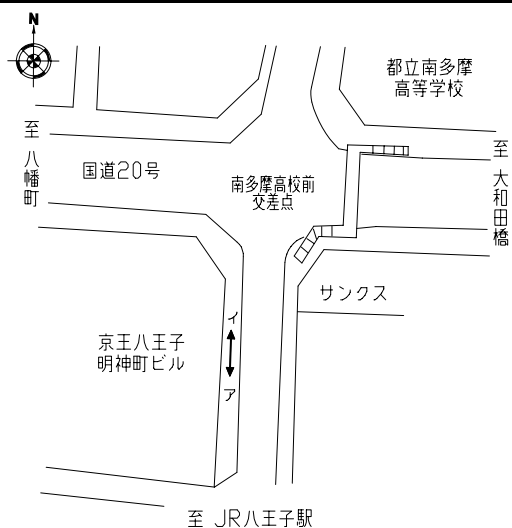 N
都立南多摩
高等学校
至 八幡町
国道20号
南多摩高校前
交差点
至 大和田橋
サンクス
イ
京王八王子
明神町ビル
ア
至 JR八王子駅